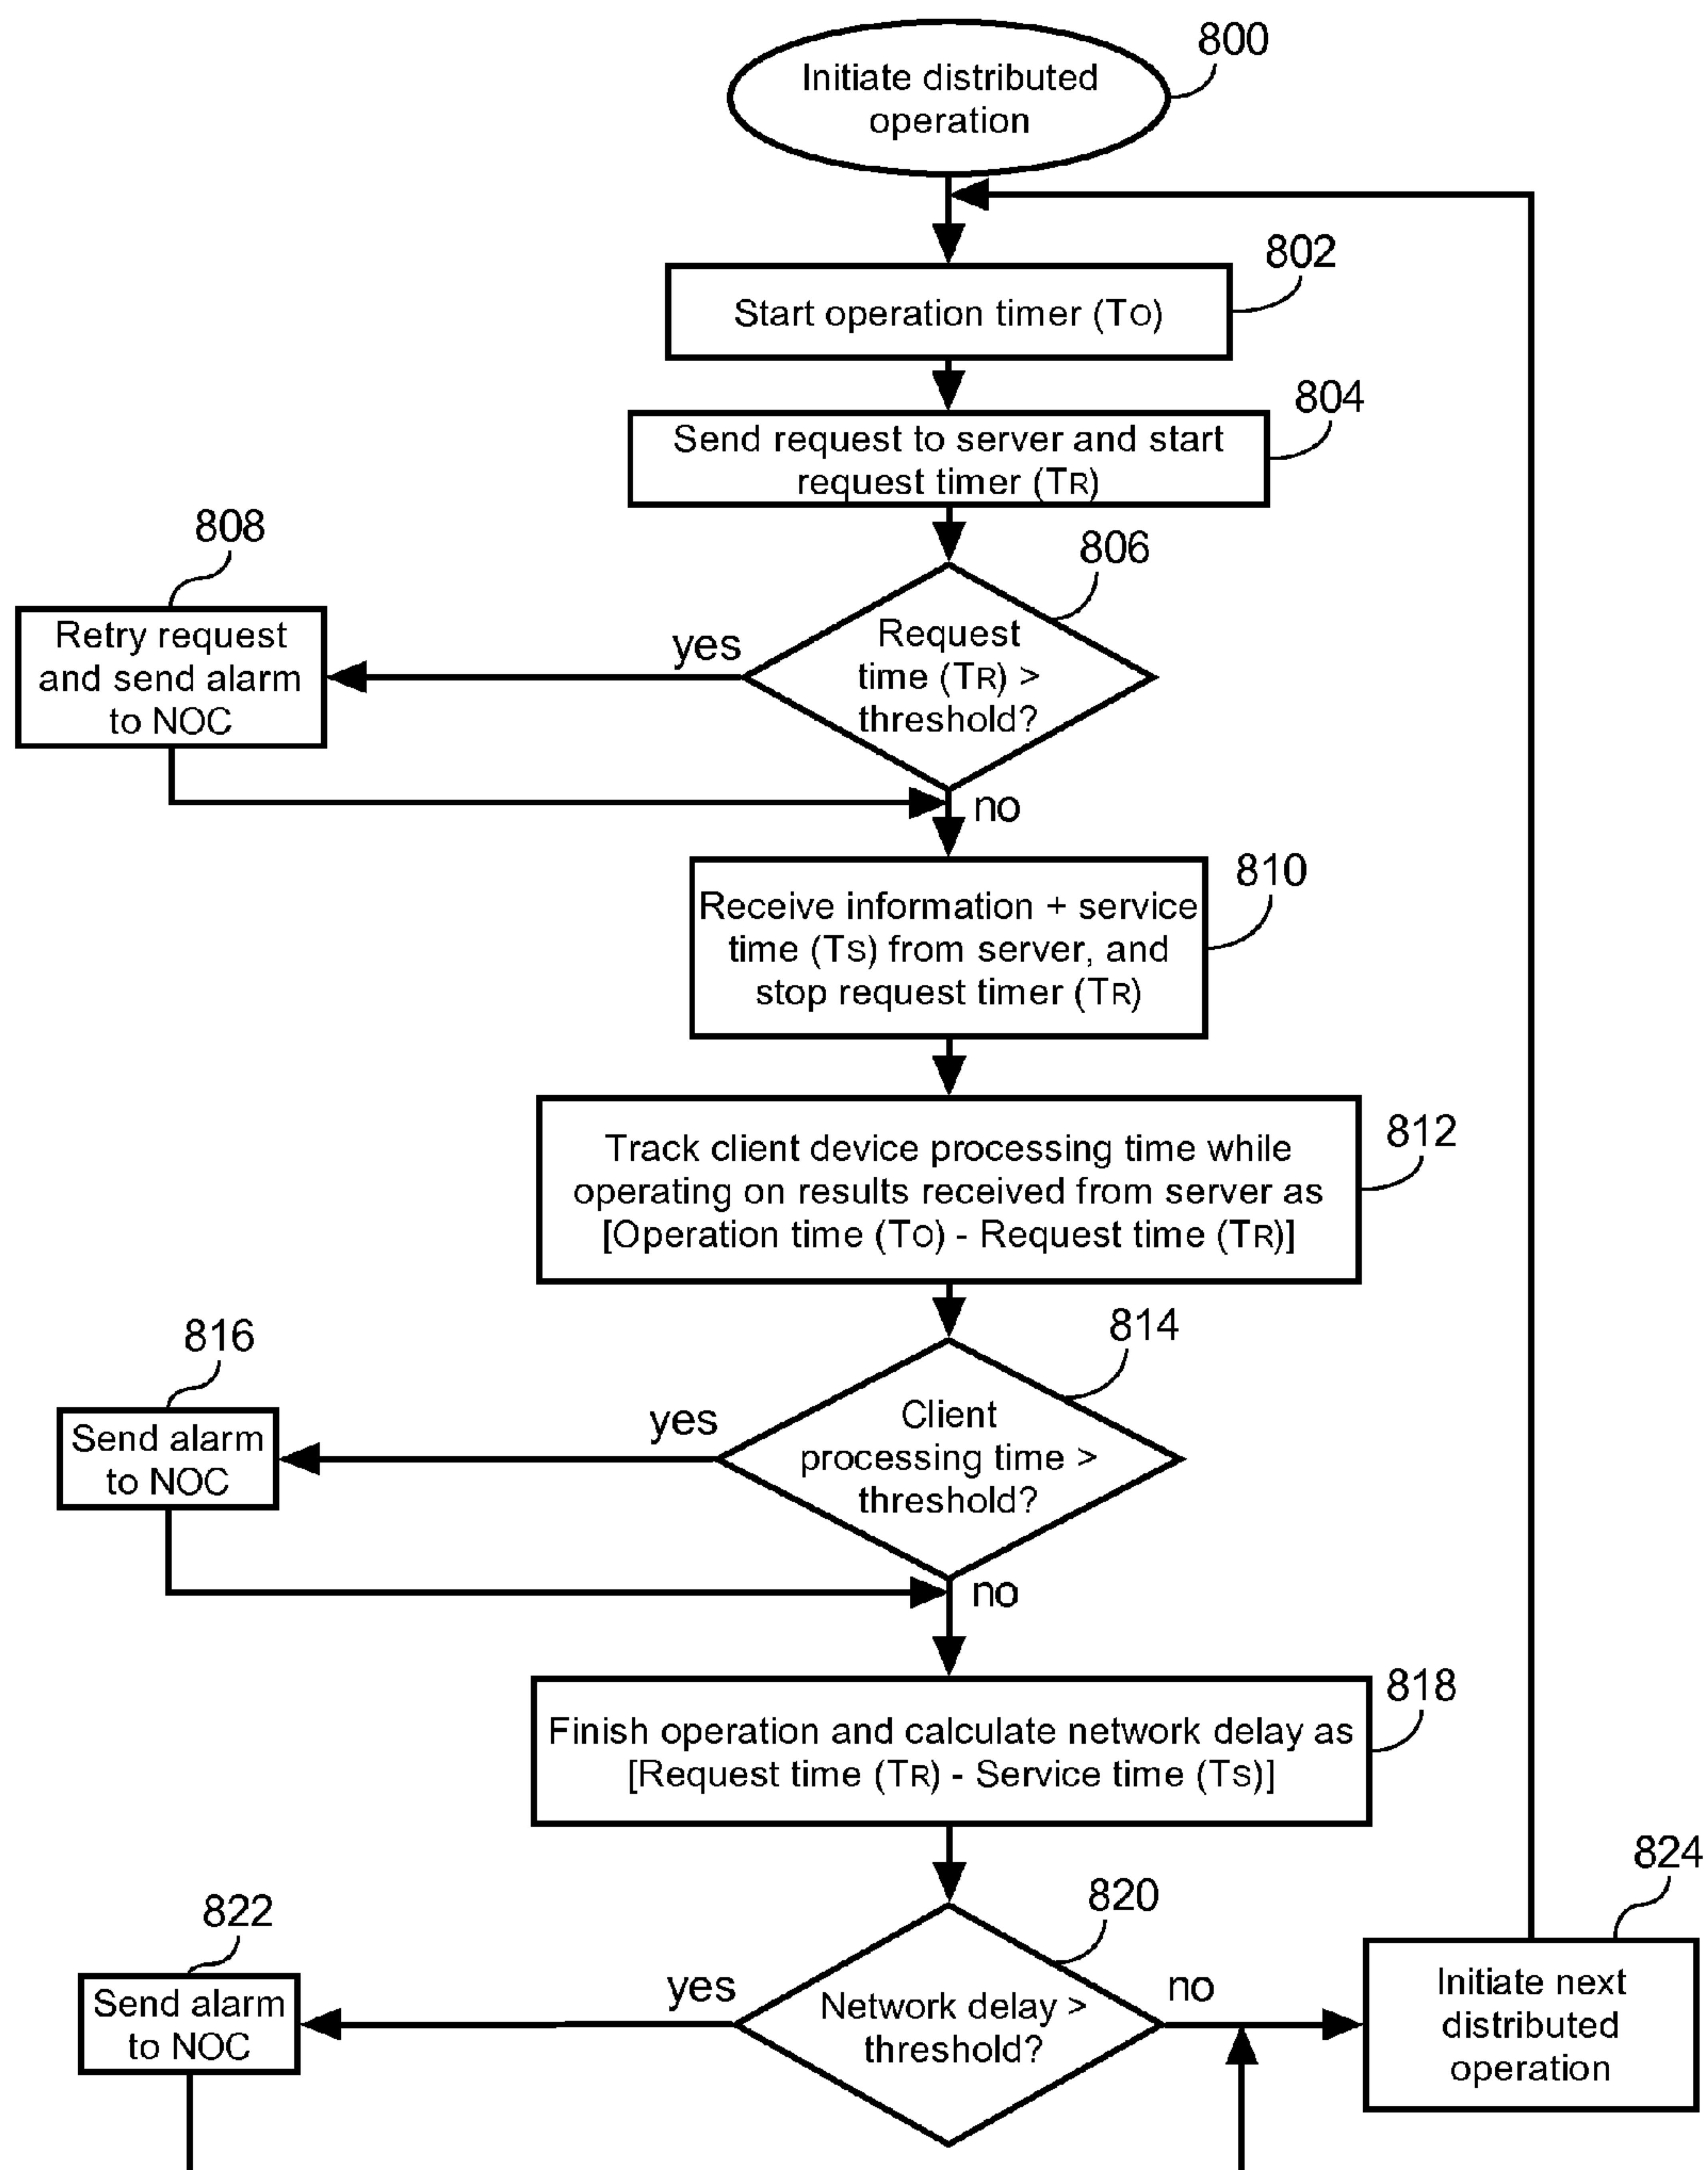 800
Initiate distributed
operation
802
Start operation timer (TO)
804
Send request to server and start
request timer (TR)
806
Request
time (TR) >
threshold?
yes
808
Retry request
and send alarm
to NOC
no
810
Receive information + service
time (TS) from server, and
stop request timer (TR)
812
Track client device processing time while
operating on results received from server as
[Operation time (TO) - Request time (TR)]
814
Client
processing time >
threshold?
yes
816
Send alarm
to NOC
no
818
Finish operation and calculate network delay as
[Request time (TR) - Service time (TS)]
820
Network delay >
threshold?
yes
822
Send alarm
to NOC
no
824
Initiate next
distributed
operation